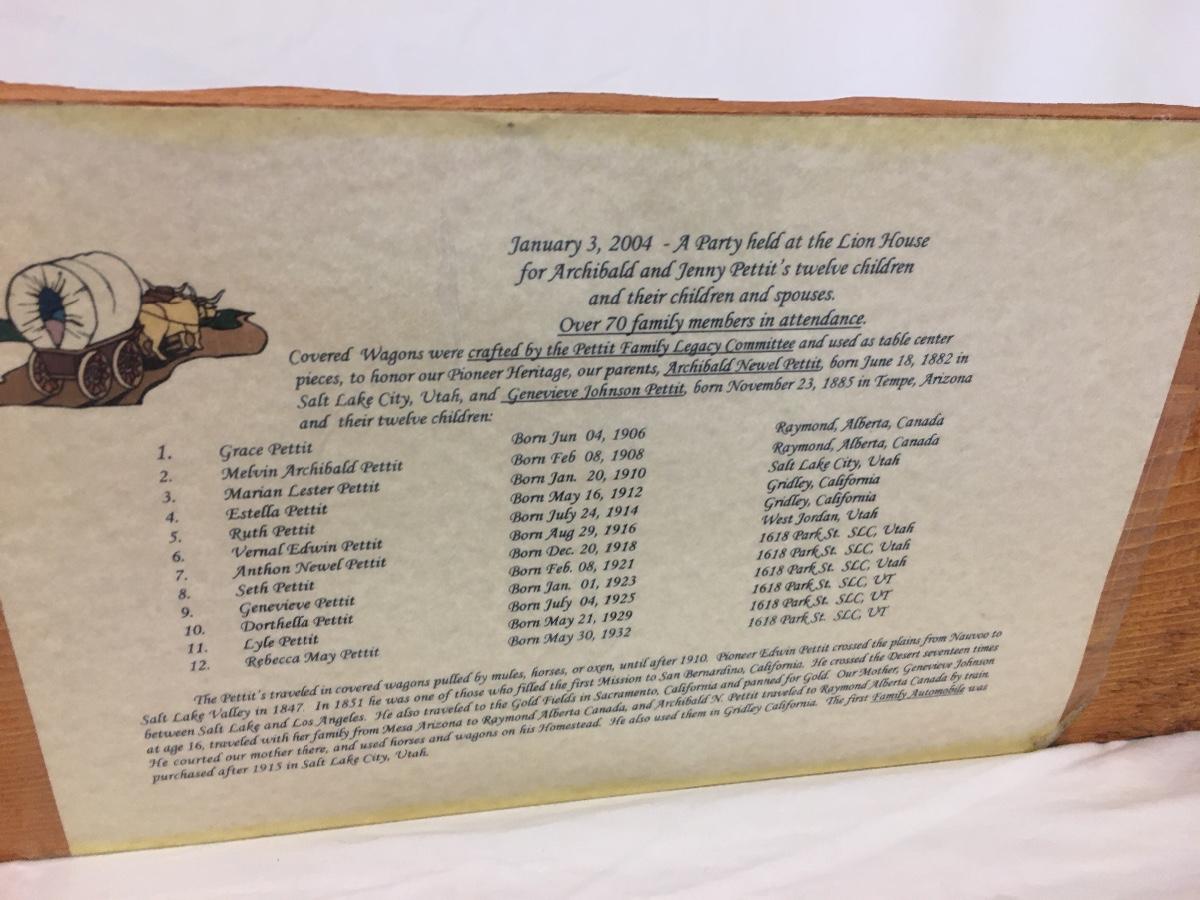 January 3, 2004 - A Party held at the Lion House
for Archibald and Jenny Pettit's twelve children
and their children and spouses.
Over 70 family members in attendance.
Covered Wagons were crafted by the Pettit Family Legacy Committee and used as table center
pieces, to honor our Pioneer Heritage, our parents, Archibald Newel Pettit, born June 18, 1882 in
Salt Lake City, Utah, and Genevieve Johnson Pettit, born November 23, 1885 in Tempe, Arizona
and their twelve children:
1. Grace Pettit Born Jun 04, 1906 Raymond, Alberta, Canada
2. Melvin Archibald Pettit Born Feb 08, 1908 Raymond, Alberta, Canada
3. Marian Lester Pettit Born Jan. 20, 1910 Salt Lake City, Utah
4. Estella Pettit Born May 16, 1912 Gridley, California
5. Ruth Pettit Born July 24, 1914 Gridley, California
6. Vernal Edwin Pettit Born Aug 29, 1916 West Jordan, Utah
7. Anthon Newel Pettit Born Dec. 20, 1918 1618 Park St. SLC, Utah
8. Seth Pettit Born Feb. 08, 1921 1618 Park St. SLC, Utah
9. Genevieve Pettit Born Jan. 01, 1923 1618 Park St. SLC, Utah
10. Dorthella Pettit Born July 04, 1925 1618 Park St. SLC, UT
11. Lyle Pettit Born May 21, 1929 1618 Park St. SLC, UT
12. Rebecca May Pettit Born May 30, 1932 1618 Park St. SLC, UT
The Pettit's traveled in covered wagons pulled by mules, horses, or oxen, until after 1910. Pioneer Edwin Pettit crossed the plains from Nauvoo to
Salt Lake Valley in 1847. In 1851 he was one of those who filled the first Mission to San Bernardino, California. He crossed the Desert seventeen times
between Salt Lake and Los Angeles. He also traveled to the Gold Fields in Sacramento, California and panned for Gold. Our Mother, Genevieve Johnson
at age 16, traveled with her family from Mesa Arizona to Raymond Alberta Canada, and Archibald N. Pettit traveled to Raymond Alberta Canada by train.
He courted our mother there, and used horses and wagons on his Homestead. He also used them in Gridley California. The first Family Automobile was
purchased after 1915 in Salt Lake City, Utah.